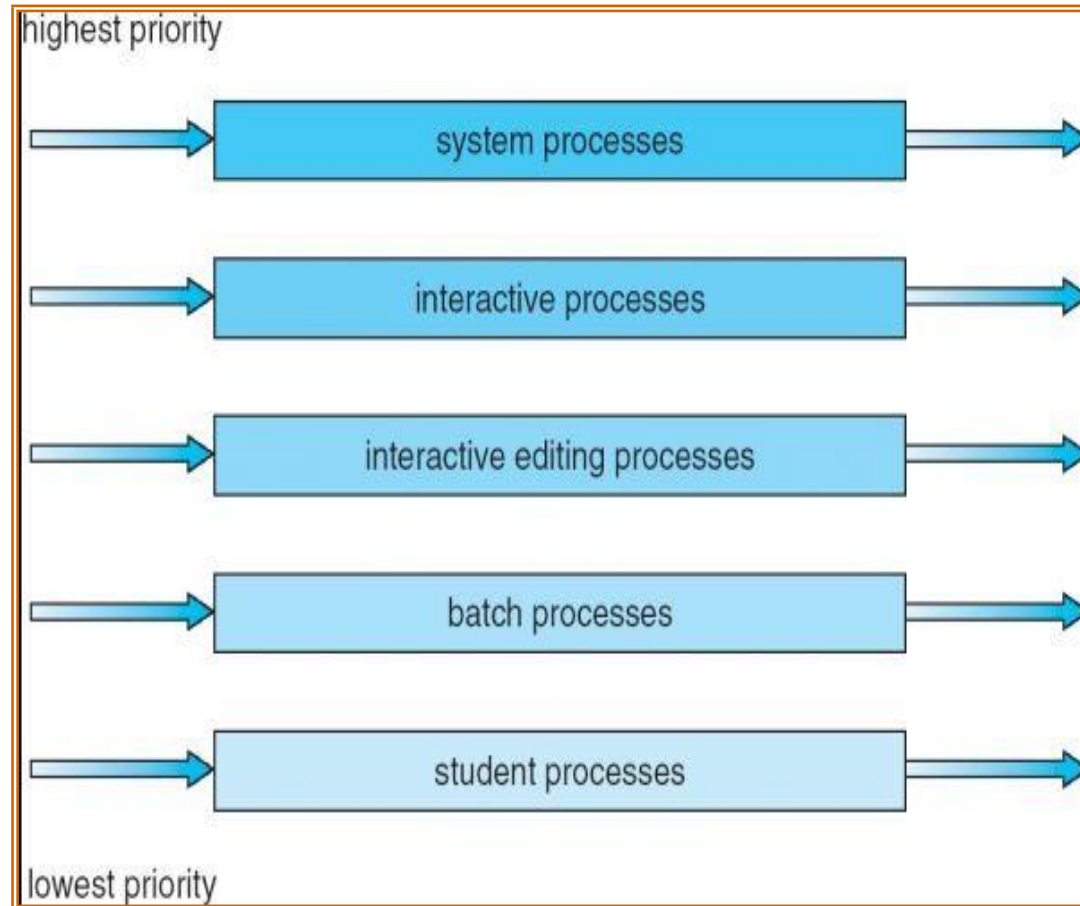 highest priority
system processes
interactive processes
interactive editing processes
batch processes
student processes
lowest priority